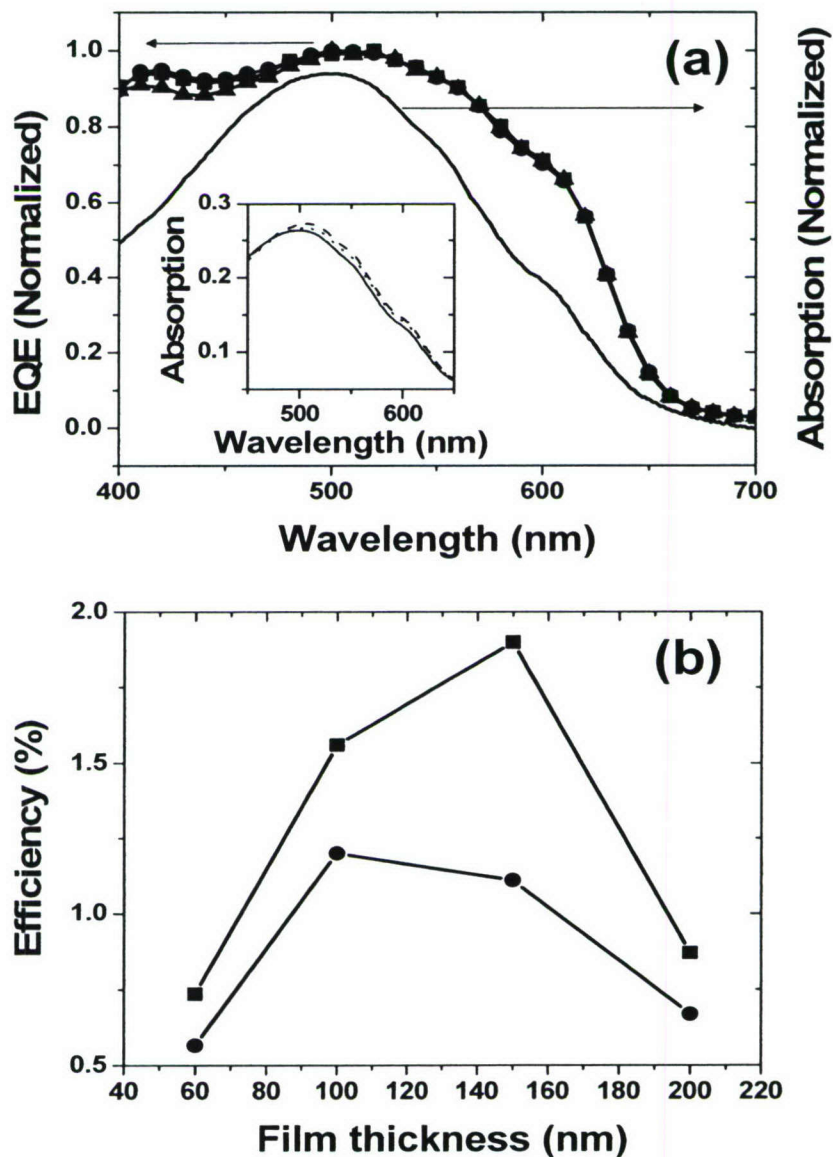 (a)
EQE (Normalized)
1.0
0.8
0.6
0.4
0.2
0.0
Absorption (Normalized)
Absorption
0.3
0.2
0.1
500 600
Wavelength (nm)
400 500 600 700
Wavelength (nm)
(b)
Efficiency (%)
2.0
1.5
1.0
0.5
40 60 80 100 120 140 160 180 200 220
Film thickness (nm)